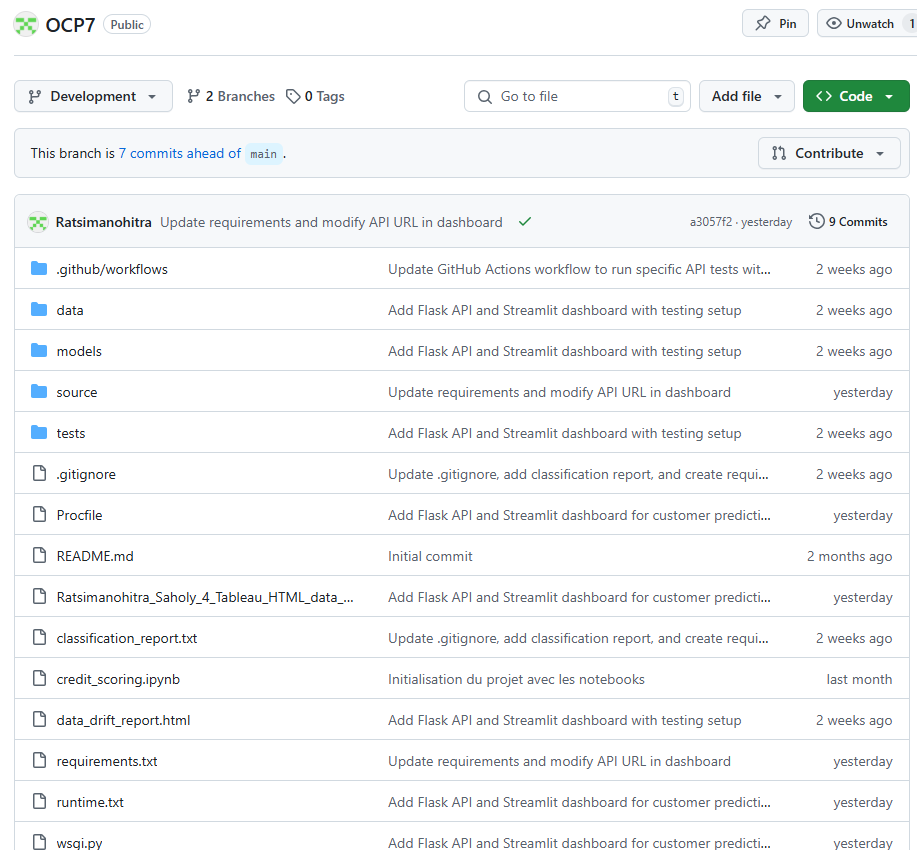 OCP7 Public Pin Unwatch 1
Development 2 Branches 0 Tags Go to file t Add file Code
This branch is 7 commits ahead of main. Contribute
Ratsimanohitra Update requirements and modify API URL in dashboard a3057f2 · yesterday 9 Commits
.github/workflows Update GitHub Actions workflow to run specific API tests wit... 2 weeks ago
data Add Flask API and Streamlit dashboard with testing setup 2 weeks ago
models Add Flask API and Streamlit dashboard with testing setup 2 weeks ago
source Update requirements and modify API URL in dashboard yesterday
tests Add Flask API and Streamlit dashboard with testing setup 2 weeks ago
.gitignore Update .gitignore, add classification report, and create requi... 2 weeks ago
Procfile Add Flask API and Streamlit dashboard for customer predicti... yesterday
README.md Initial commit 2 months ago
Ratsimanohitra_Saholy_4_Tableau_HTML_data_... Add Flask API and Streamlit dashboard for customer predicti... yesterday
classification_report.txt Update .gitignore, add classification report, and create requi... 2 weeks ago
credit_scoring.ipynb Initialisation du projet avec les notebooks last month
data_drift_report.html Add Flask API and Streamlit dashboard with testing setup 2 weeks ago
requirements.txt Update requirements and modify API URL in dashboard yesterday
runtime.txt Add Flask API and Streamlit dashboard for customer predicti... yesterday
wsgi.py Add Flask API and Streamlit dashboard for customer predicti... yesterday